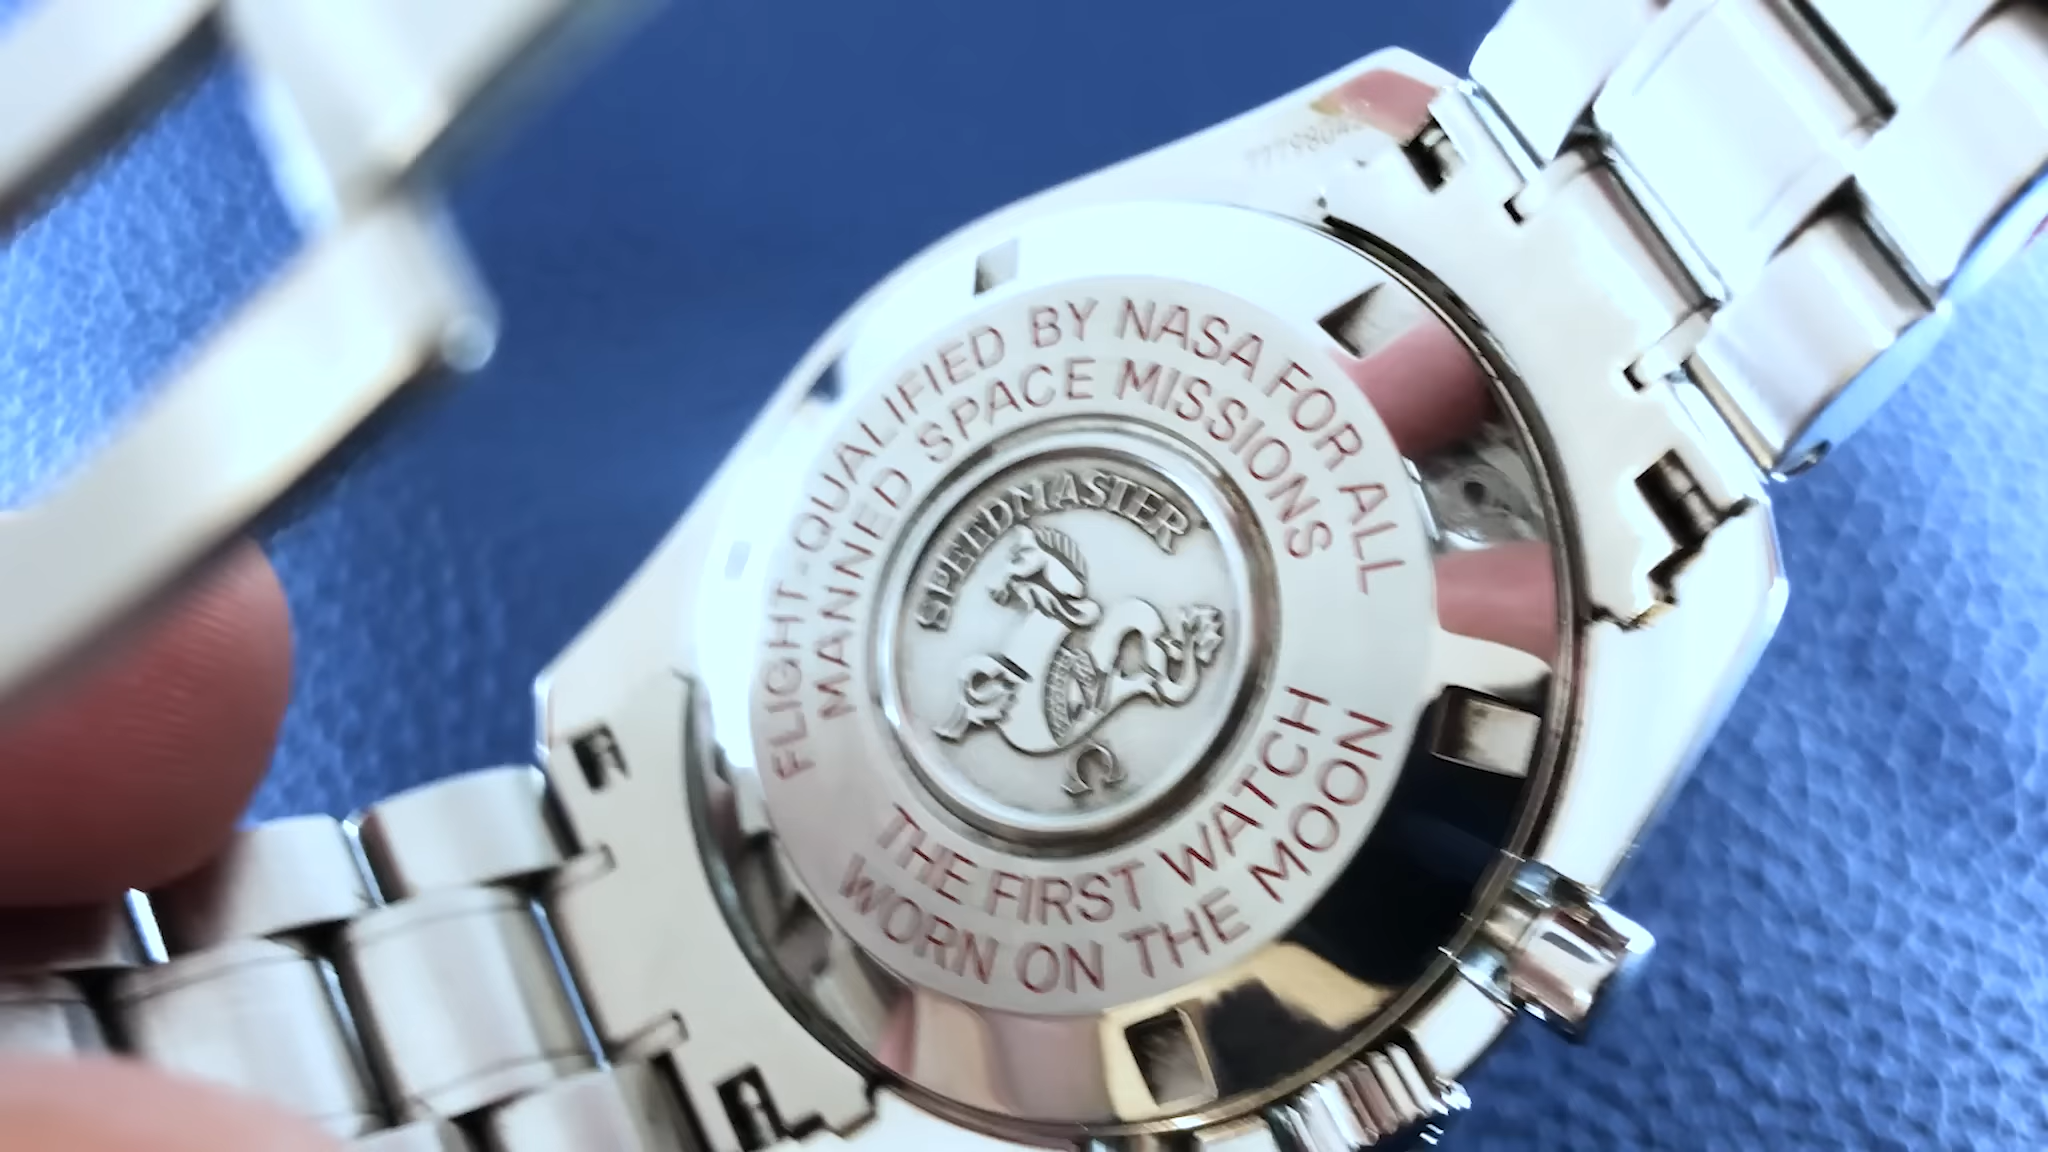 FLIGHT-QUALIFIED BY NASA FOR ALL
MANNED SPACE MISSIONS
SPEEDMASTER
THE FIRST WATCH
WORN ON THE MOON